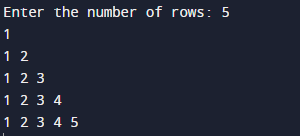 Enter the number of rows: 5
1
1 2
1 2 3
1 2 3 4
1 2 3 4 5